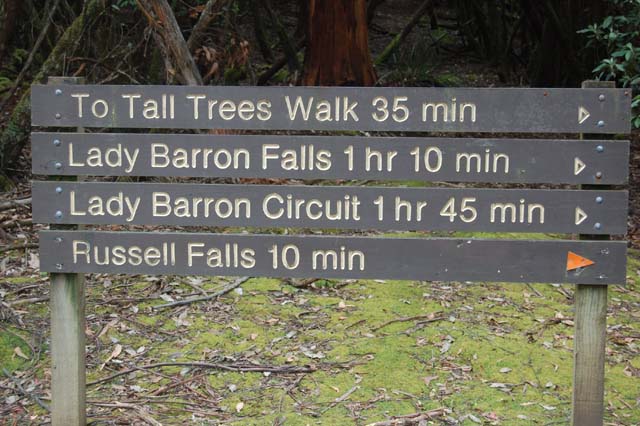 To Tall Trees Walk 35 min
Lady Barron Falls 1 hr 10 min
Lady Barron Circuit 1 hr 45 min
Russell Falls 10 min